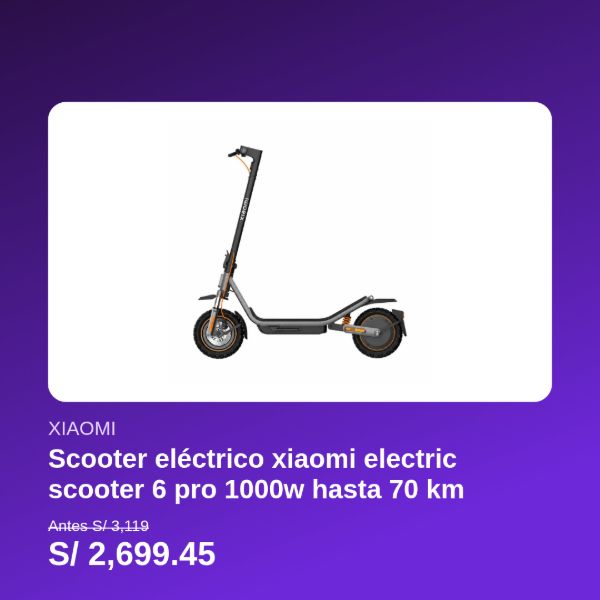 XIAOMI
Scooter eléctrico xiaomi electric
scooter 6 pro 1000w hasta 70 km
Antes S/ 3,119
S/ 2,699.45